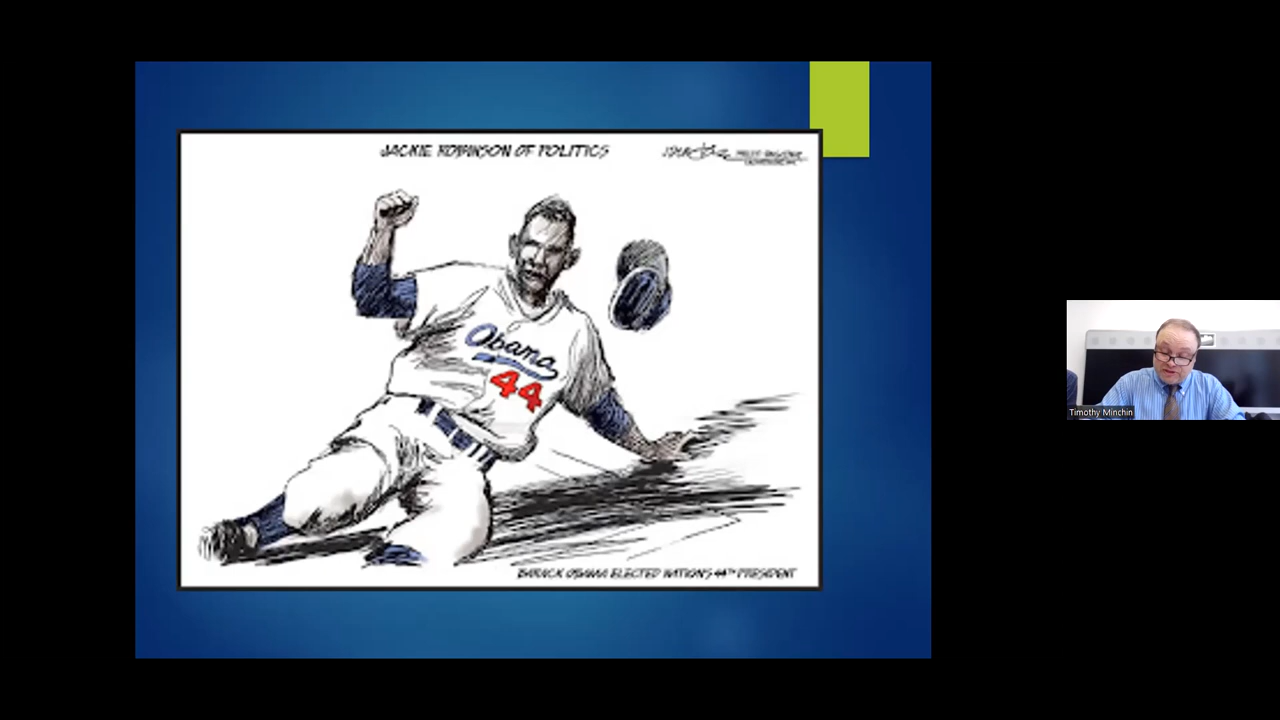 JACKIE ROBINSON OF POLITICS
Obama
44
BARACK OBAMA ELECTED NATION'S 44TH PRESIDENT
Timothy Minchin